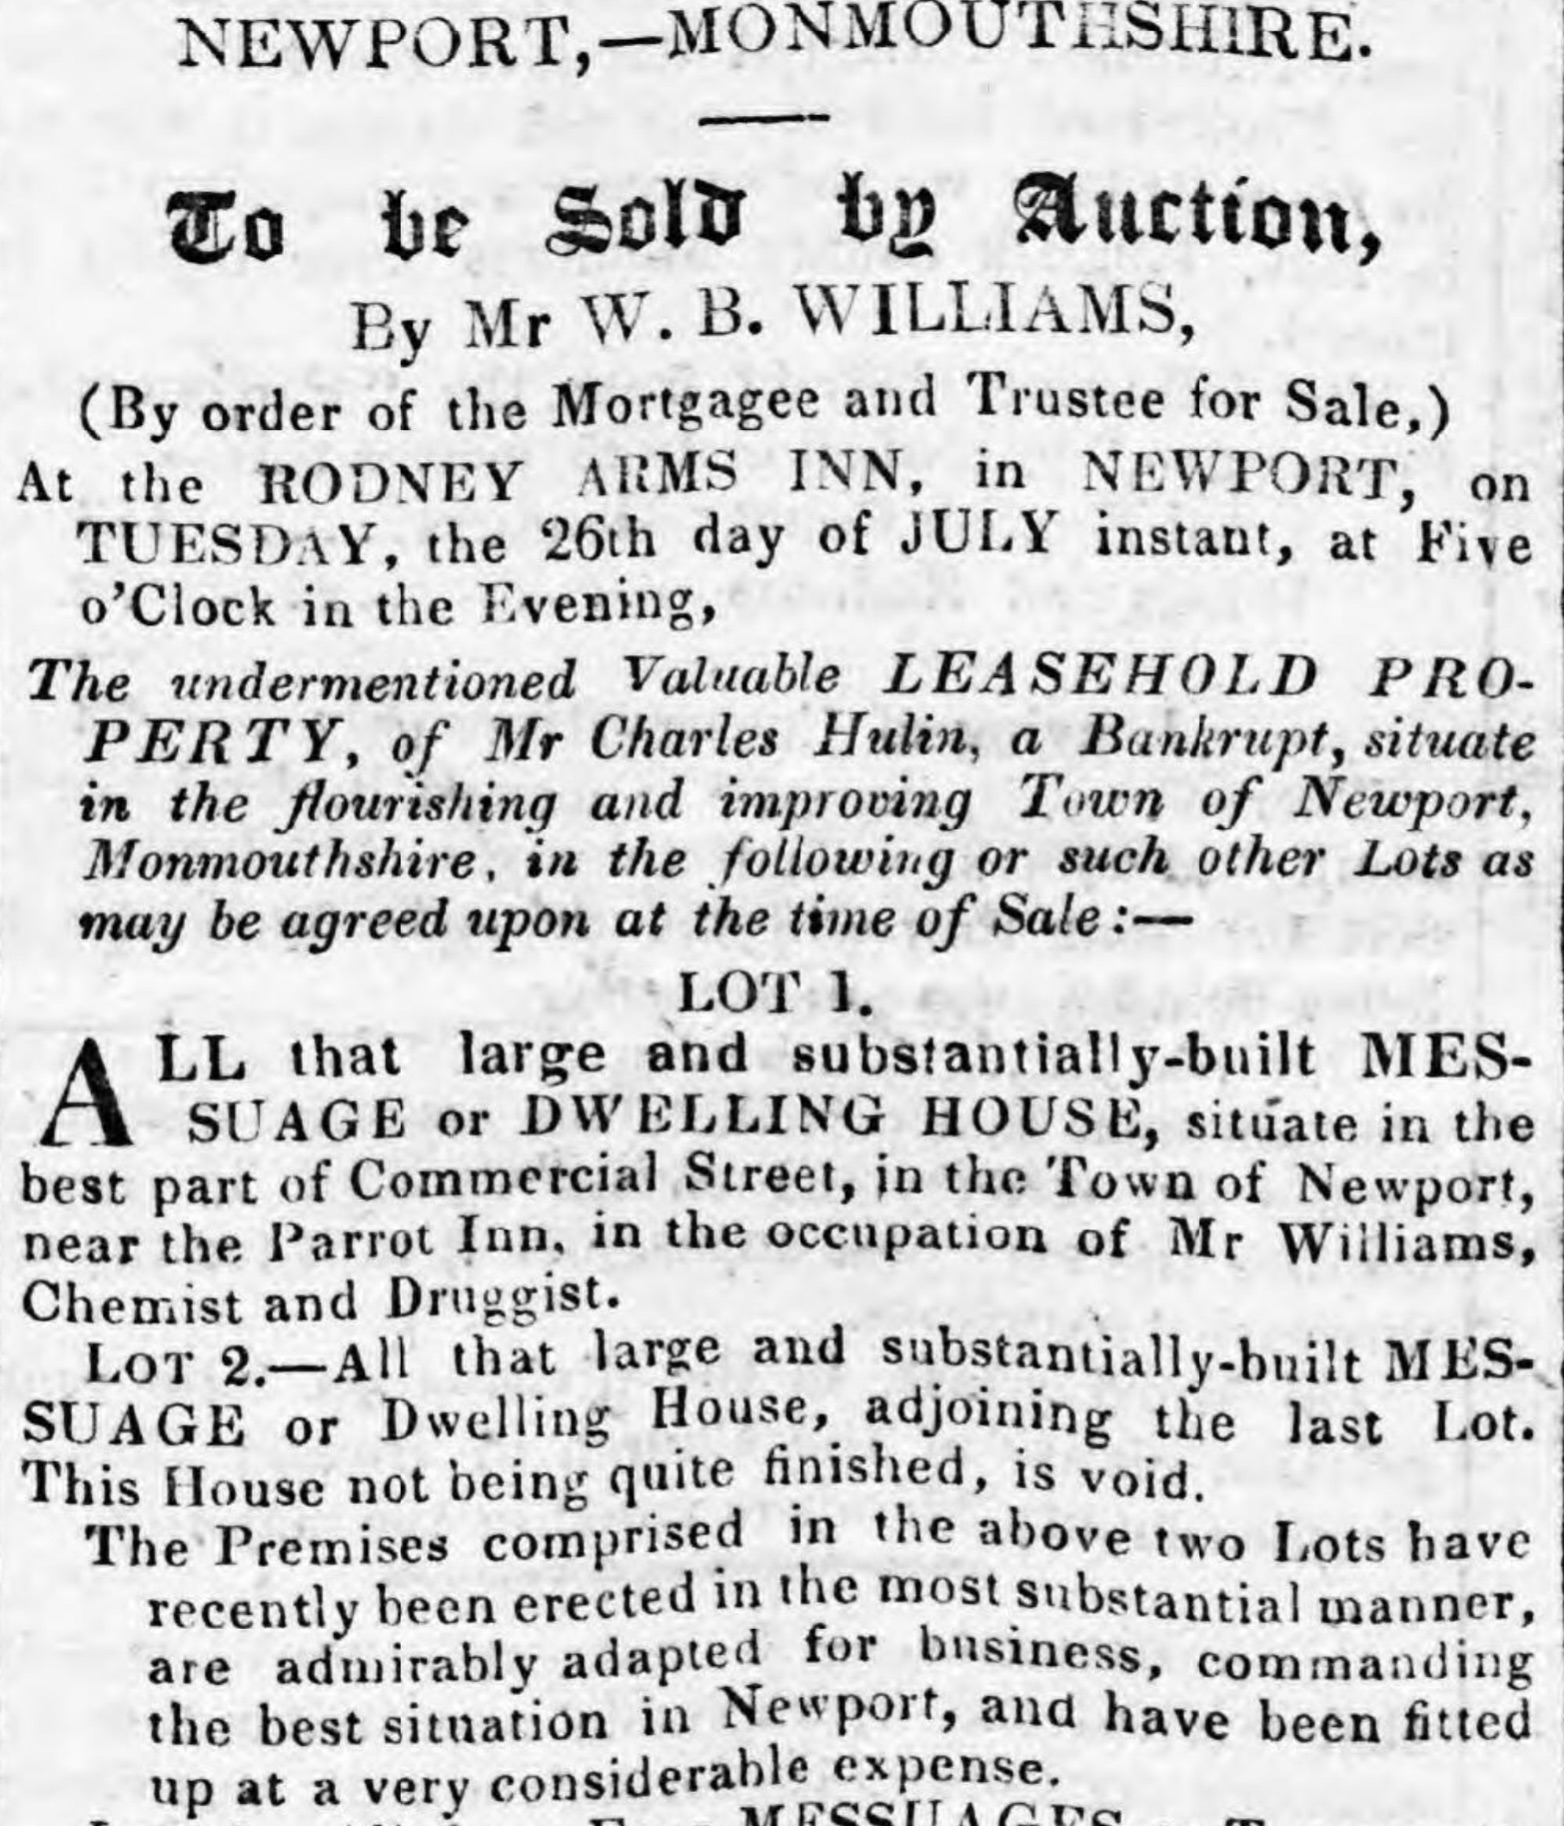 NEWPORT,—MONMOUTHSHIRE.
To be Sold by Auction,
By Mr W. B. WILLIAMS,
(By order of the Mortgagee and Trustee for Sale,)
At the RODNEY ARMS INN, in NEWPORT, on
TUESDAY, the 26th day of JULY instant, at Five
o'Clock in the Evening,
The undermentioned Valuable LEASEHOLD PRO-
PERTY, of Mr Charles Hulin, a Bankrupt, situate
in the flourishing and improving Town of Newport,
Monmouthshire, in the following or such other Lots as
may be agreed upon at the time of Sale:—
LOT 1.
ALL that large and substantially-built MES-
SUAGE or DWELLING HOUSE, situate in the
best part of Commercial Street, in the Town of Newport,
near the Parrot Inn, in the occupation of Mr Williams,
Chemist and Druggist.
LOT 2.—All that large and substantially-built MES-
SUAGE or Dwelling House, adjoining the last Lot.
This House not being quite finished, is void.
The Premises comprised in the above two Lots have
recently been erected in the most substantial manner,
are admirably adapted for business, commanding
the best situation in Newport, and have been fitted
up at a very considerable expense.
MESSUAGES